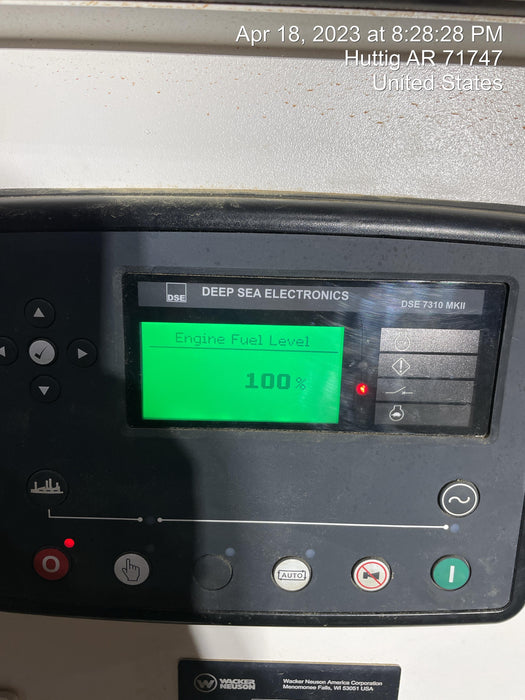 Apr 18, 2023 at 8:28:28 PM
Huttig AR 71747
United States
DSE
DEEP SEA ELECTRONICS
DSE 7310 MKII
Engine Fuel Level
100%
O
AUTO
I
WACKER
NEUSON
Wacker Neuson America Corporation
Menomonee Falls, WI 53051 USA